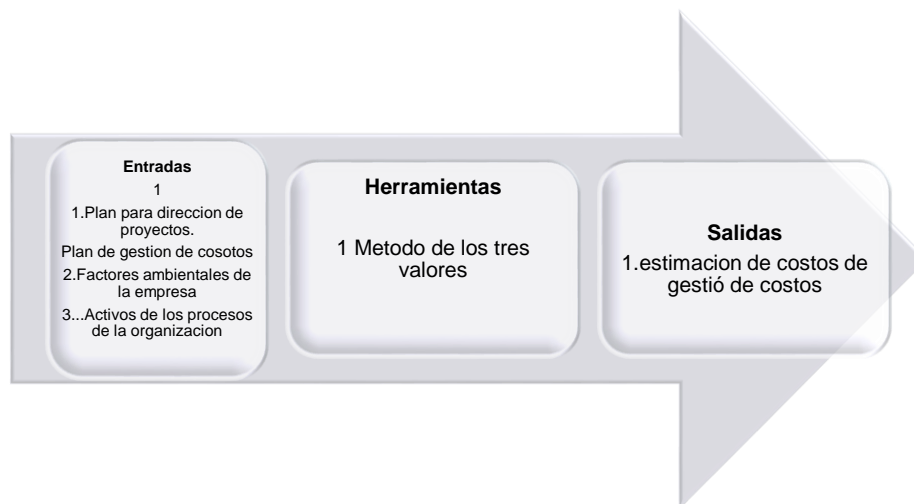 Entradas
1
1.Plan para direccion de
proyectos.
Plan de gestion de cosotos
2.Factores ambientales de
la empresa
3...Activos de los procesos
de la organizacion
Herramientas
1 Metodo de los tres
valores
Salidas
1.estimacion de costos de
gestió de costos